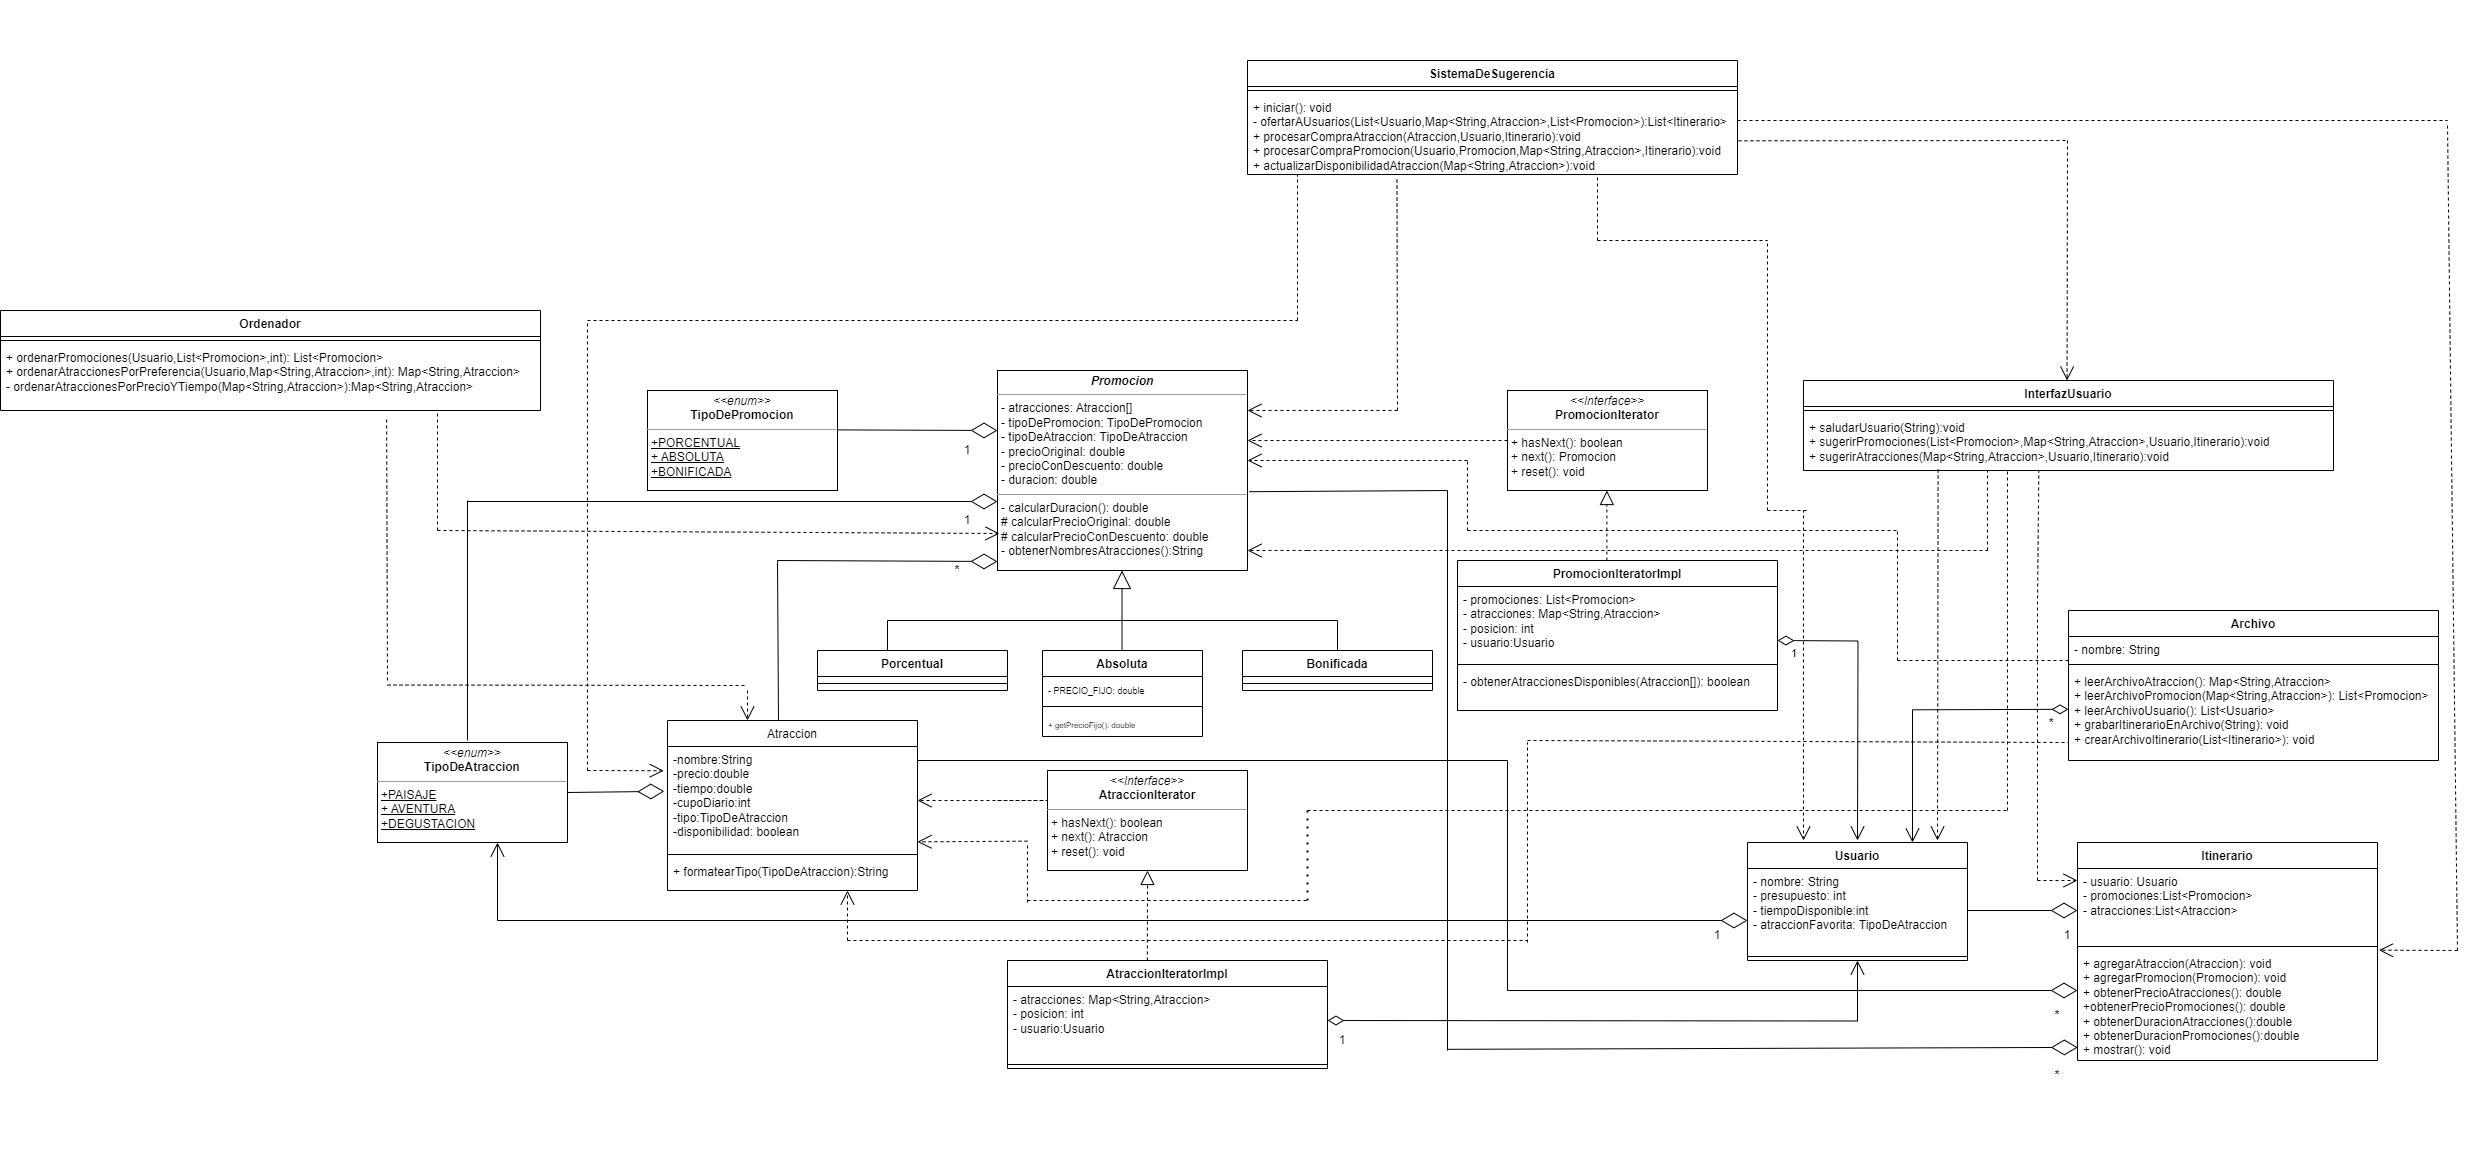 SistemaDeSugerencia
+ iniciar(): void
- ofertarAUsuarios(List<Usuario,Map<String,Atraccion>,List<Promocion>):List<Itinerario>
+ procesarCompraAtraccion(Atraccion,Usuario,Itinerario):void
+ procesarCompraPromocion(Usuario,Promocion,Map<String,Atraccion>,Itinerario):void
+ actualizarDisponibilidadAtraccion(Map<String,Atraccion>):void
Ordenador
+ ordenarPromociones(Usuario,List<Promocion>,int): List<Promocion>
+ ordenarAtraccionesPorPreferencia(Usuario,Map<String,Atraccion>,int): Map<String,Atraccion>
- ordenarAtraccionesPorPrecioYTiempo(Map<String,Atraccion>):Map<String,Atraccion>
<<enum>>
TipoDePromocion
+PORCENTUAL
+ ABSOLUTA
+BONIFICADA
1
1
*
Promocion
- atracciones: Atraccion[]
- tipoDePromocion: TipoDePromocion
- tipoDeAtraccion: TipoDeAtraccion
- precioOriginal: double
- precioConDescuento: double
- duracion: double
- calcularDuracion(): double
# calcularPrecioOriginal: double
# calcularPrecioConDescuento: double
- obtenerNombresAtracciones():String
<<Interface>>
PromocionIterator
+ hasNext(): boolean
+ next(): Promocion
+ reset(): void
InterfazUsuario
+ saludarUsuario(String):void
+ sugerirPromociones(List<Promocion>,Map<String,Atraccion>,Usuario,Itinerario):void
+ sugerirAtracciones(Map<String,Atraccion>,Usuario,Itinerario):void
PromocionIteratorImpl
- promociones: List<Promocion>
- atracciones: Map<String,Atraccion>
- posicion: int
- usuario:Usuario
- obtenerAtraccionesDisponibles(Atraccion[]): boolean
1
Archivo
- nombre: String
+ leerArchivoAtraccion(): Map<String,Atraccion>
+ leerArchivoPromocion(Map<String,Atraccion>): List<Promocion>
+ leerArchivoUsuario(): List<Usuario>
+ grabarItinerarioEnArchivo(String): void
+ crearArchivoItinerario(List<Itinerario>): void
*
Porcentual
Absoluta
- PRECIO_FIJO: double
+ getPrecioFijo(): double
Bonificada
<<enum>>
TipoDeAtraccion
+PAISAJE
+ AVENTURA
+DEGUSTACION
Atraccion
-nombre:String
-precio:double
-tiempo:double
-cupoDiario:int
-tipo:TipoDeAtraccion
-disponibilidad: boolean
+ formatearTipo(TipoDeAtraccion):String
<<Interface>>
AtraccionIterator
+ hasNext(): boolean
+ next(): Atraccion
+ reset(): void
Usuario
- nombre: String
- presupuesto: int
- tiempoDisponible:int
- atraccionFavorita: TipoDeAtraccion
1
Itinerario
- usuario: Usuario
- promociones:List<Promocion>
- atracciones:List<Atraccion>
+ agregarAtraccion(Atraccion): void
+ agregarPromocion(Promocion): void
+ obtenerPrecioAtracciones(): double
+obtenerPrecioPromociones(): double
+ obtenerDuracionAtracciones():double
+ obtenerDuracionPromociones():double
+ mostrar(): void
1
*
*
AtraccionIteratorImpl
- atracciones: Map<String,Atraccion>
- posicion: int
- usuario:Usuario
1